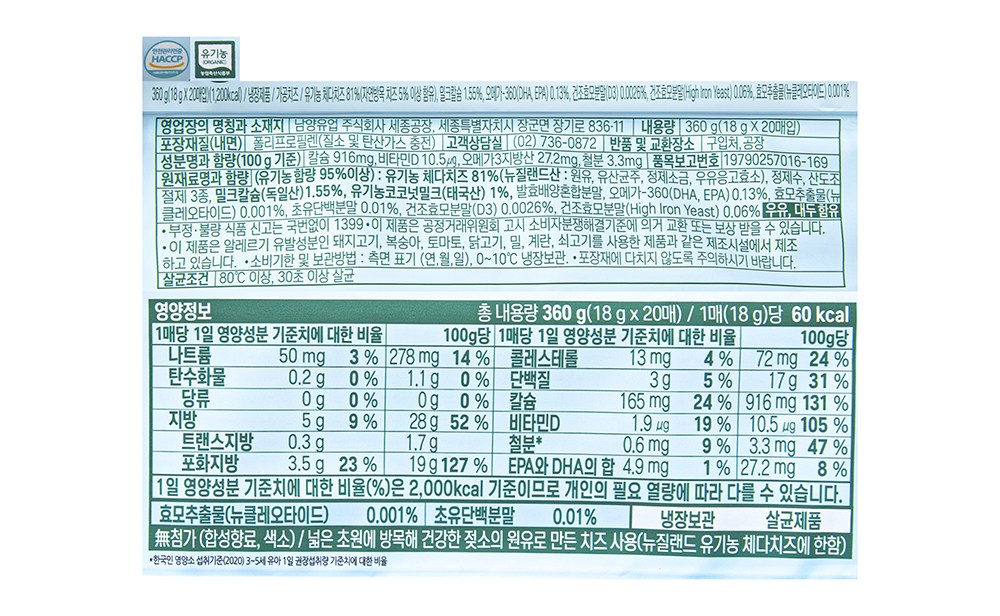 안전관리인증
HACCP
유기농
(ORGANIC)
농림축산식품부
360 g(18 g X 20매입)(1,200kcal) / 냉장제품 / 가공치즈 / 유기농 체다치즈 81%(자연방목 치즈 5% 이상 함유), 밀크칼슘 1.55%, 오메가-360(DHA, EPA) 0.13%, 건조효모분말(D3) 0.0026%, 건조효모분말(High Iron Yeast) 0.06%, 효모추출물(뉴클레오타이드) 0.001%
영업장의 명칭과 소재지 남양유업 주식회사 세종공장, 세종특별자치시 장군면 장기로 836-11 내용량 360 g(18 g X 20매입)
포장재질(내면) 폴리프로필렌(질소 및 탄산가스 충전) 고객상담실 (02) 736-0872 반품 및 교환장소 구입처,공장
성분명과 함량(100 g 기준) 칼슘 916mg, 비타민D 10.5㎍, 오메가3지방산 27.2mg, 철분 3.3mg 품목보고번호 19790257016-169
원재료명과 함량 (유기농 함량 95%이상) : 유기농 체다치즈 81%(뉴질랜드산 : 원유, 유산균주, 정제소금, 우유응고효소), 정제수, 산도조
절제 3종, 밀크칼슘(독일산)1.55%, 유기농코코넛밀크(태국산) 1%, 발효배양혼합분말, 오메가-360(DHA, EPA) 0.13%, 효모추출물(뉴
클레오타이드) 0.001%, 초유단백분말 0.01%, 건조효모분말(D3) 0.0026%, 건조효모분말(High Iron Yeast) 0.06% 우유, 대두 함유
•부정·불량 식품 신고는 국번없이 1399 •이 제품은 공정거래위원회 고시 소비자분쟁해결기준에 의거 교환 또는 보상 받을 수 있습니다.
•이 제품은 알레르기 유발성분인 돼지고기, 복숭아, 토마토, 닭고기, 밀, 계란, 쇠고기를 사용한 제품과 같은 제조시설에서 제조
하고 있습니다. •소비기한 및 보관방법 : 측면 표기 (연,월,일), 0~10℃ 냉장보관. •포장재에 다치지 않도록 주의하시기 바랍니다.
살균조건 80℃ 이상, 30초 이상 살균
영양정보 총 내용량 360 g(18 g x 20매) / 1매(18 g)당 60 kcal
1매당 1일 영양성분 기준치에 대한 비율 100g당 1매당 1일 영양성분 기준치에 대한 비율 100g당
나트륨 50 mg 3 % 278 mg 14 % 콜레스테롤 13 mg 4 % 72 mg 24 %
탄수화물 0.2 g 0 % 1.1 g 0 % 단백질 3 g 5 % 17 g 31 %
당류 0 g 0 % 0 g 0 % 칼슘 165 mg 24 % 916 mg 131 %
지방 5 g 9 % 28 g 52 % 비타민D 1.9 ㎍ 19 % 10.5 ㎍ 105 %
트랜스지방 0.3 g 1.7 g 철분* 0.6 mg 9 % 3.3 mg 47 %
포화지방 3.5 g 23 % 19 g 127 % EPA와 DHA의 합 4.9 mg 1 % 27.2 mg 8 %
1일 영양성분 기준치에 대한 비율(%)은 2,000kcal 기준이므로 개인의 필요 열량에 따라 다를 수 있습니다.
효모추출물(뉴클레오타이드) 0.001% 초유단백분말 0.01% 냉장보관 살균제품
無첨가 (합성향료, 색소) / 넓은 초원에 방목해 건강한 젖소의 원유로 만든 치즈 사용(뉴질랜드 유기농 체다치즈에 한함)
*한국인 영양소 섭취기준(2020) 3~5세 유아 1일 권장섭취량 기준치에 대한 비율